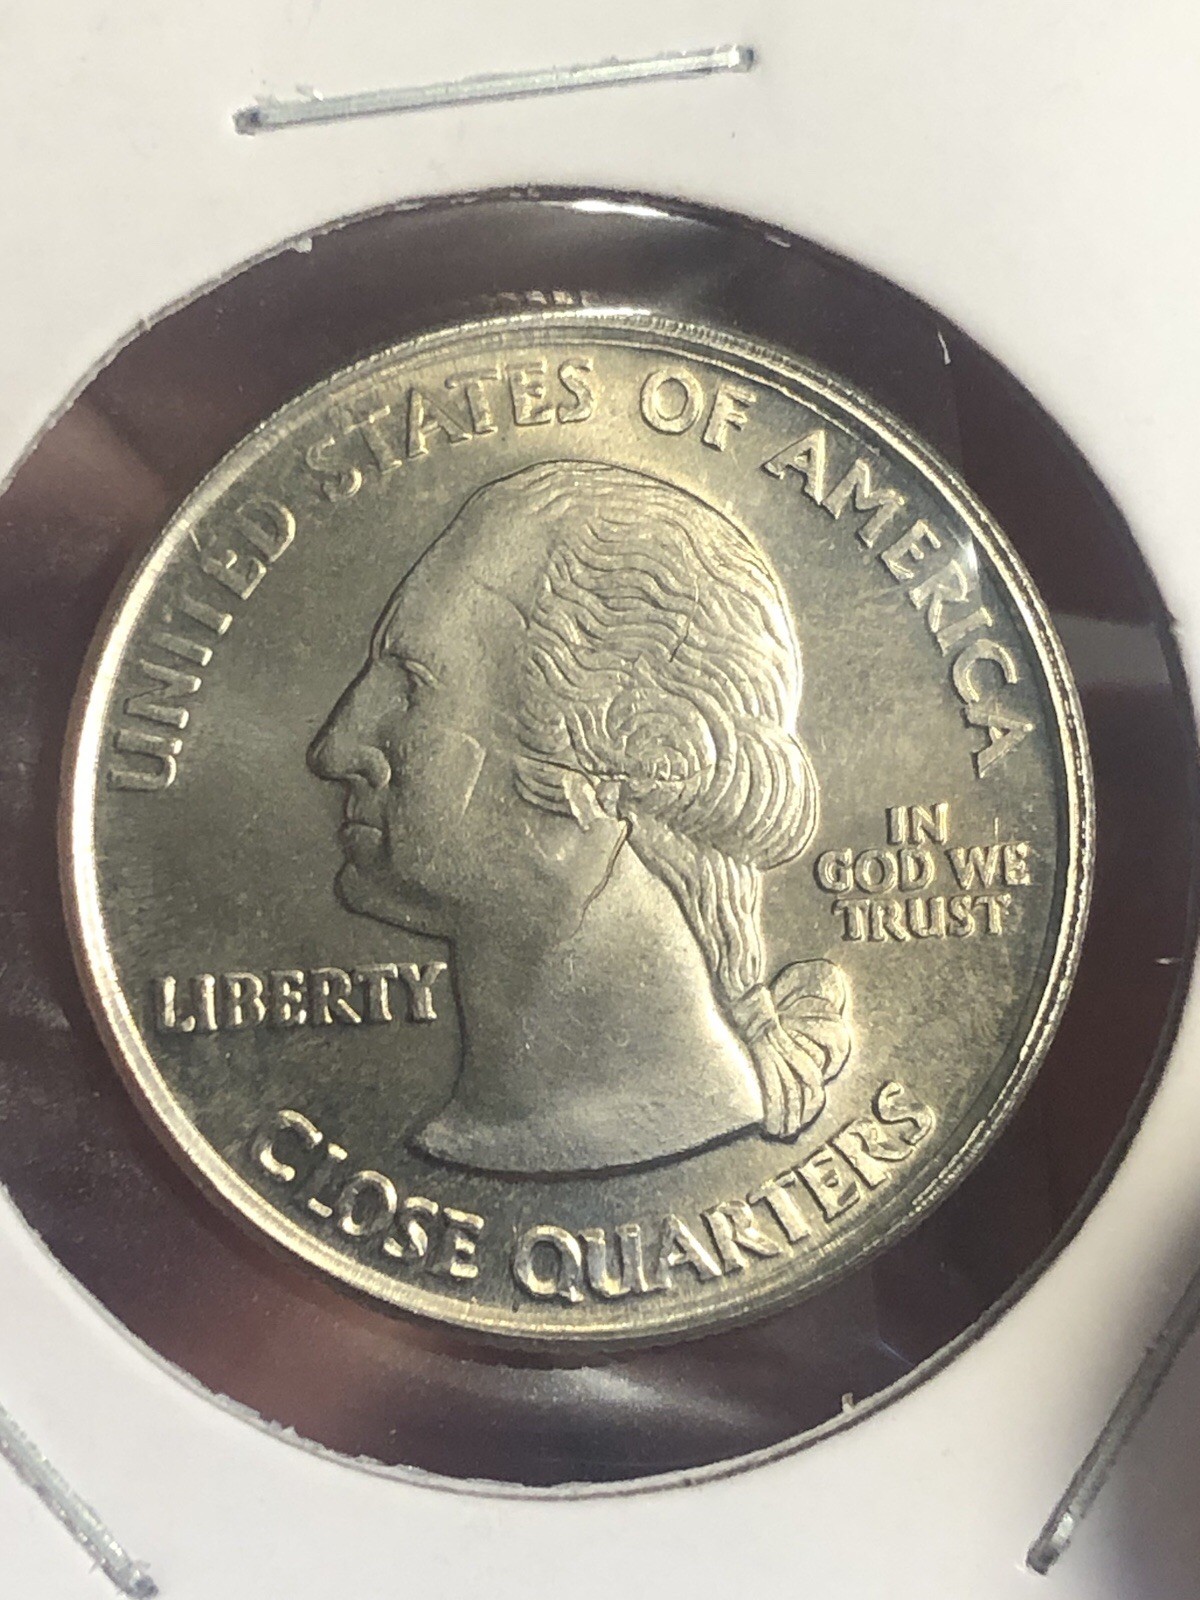 UNITED STATES OF AMERICA
LIBERTY
IN
GOD WE
TRUST
CLOSE QUARTERS